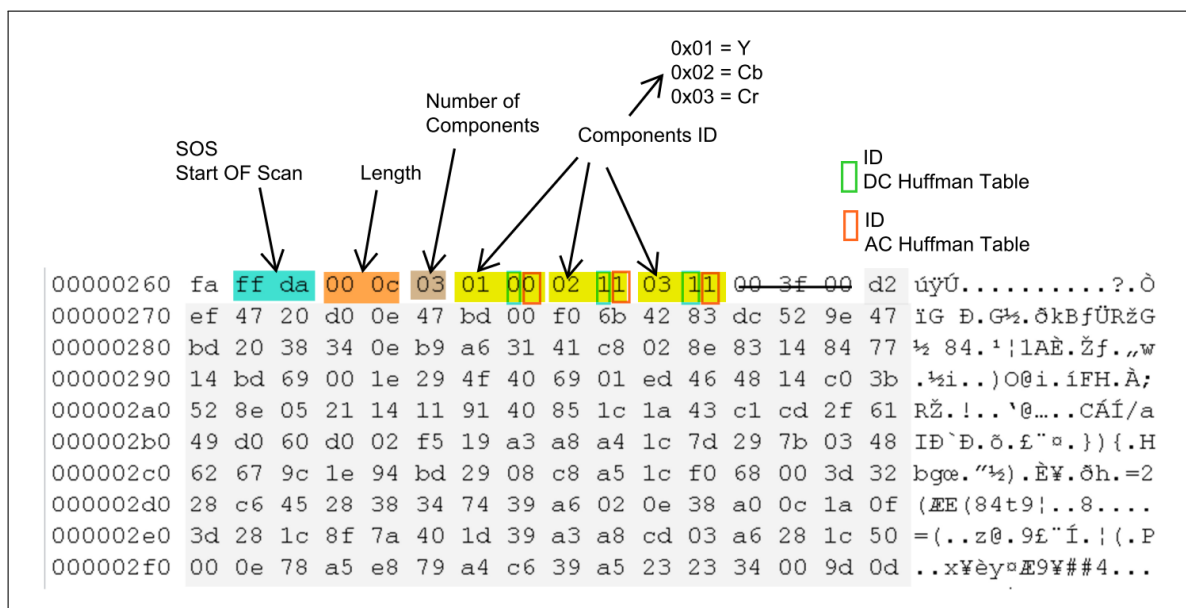 0x01 = Y
0x02 = Cb
0x03 = Cr
Number of
Components
Components ID
SOS
Start OF Scan
Length
ID
DC Huffman Table
ID
AC Huffman Table
00000260 fa ff da 00 0c 03 01 00 02 11 03 11 00 3f 00 d2 úÿÚ..........?.Ò
00000270 ef 47 20 d0 0e 47 bd 00 f0 6b 42 83 dc 52 9e 47 ïG Ð.G½.ðkBƒÜRžG
00000280 bd 20 38 34 0e b9 a6 31 41 c8 02 8e 83 14 84 77 ½ 84.¹¦1AÈ.Žƒ.„w
00000290 14 bd 69 00 1e 29 4f 40 69 01 ed 46 48 14 c0 3b .½i..)O@i.íFH.À;
000002a0 52 8e 05 21 14 11 91 40 85 1c 1a 43 c1 cd 2f 61 RŽ.!..‘@…..CÁÍ/a
000002b0 49 d0 60 d0 02 f5 19 a3 a8 a4 1c 7d 29 7b 03 48 IÐ`Ð.õ.£¨¤.}){.H
000002c0 62 67 9c 1e 94 bd 29 08 c8 a5 1c f0 68 00 3d 32 bgœ.”½).È¥.ðh.=2
000002d0 28 c6 45 28 38 34 74 39 a6 02 0e 38 a0 0c 1a 0f (ÆE(84t9¦..8 ...
000002e0 3d 28 1c 8f 7a 40 1d 39 a3 a8 cd 03 a6 28 1c 50 =(..z@.9£¨Í.¦(.P
000002f0 00 0e 78 a5 e8 79 a4 c6 39 a5 23 23 34 00 9d 0d ..x¥èy¤Æ9¥##4...